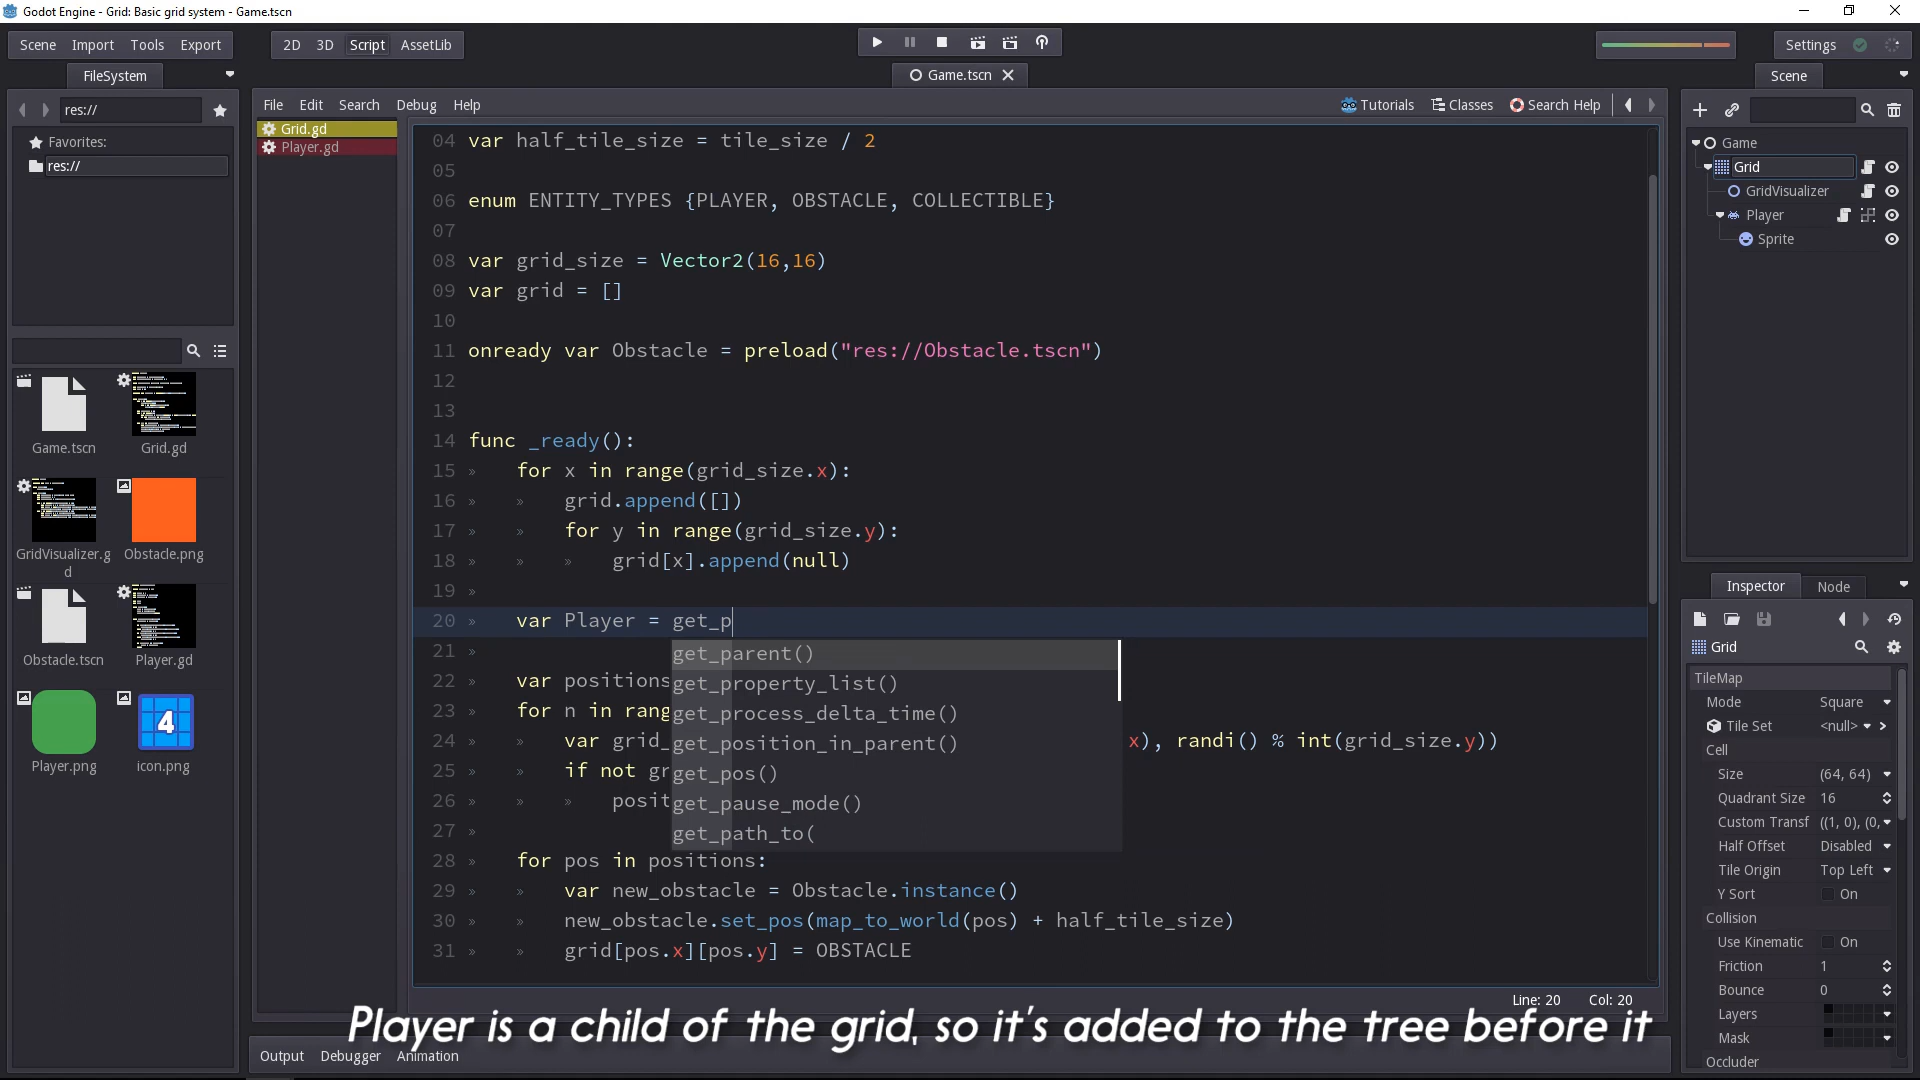 Godot Engine - Grid: Basic grid system - Game.tscn
Scene Import Tools Export
2D 3D Script AssetLib
Settings
FileSystem
Game.tscn
Scene
res://
File Edit Search Debug Help
Tutorials Classes Search Help
Favorites:
res://
Grid.gd
Player.gd
04 var half_tile_size = tile_size / 2
05
06 enum ENTITY_TYPES {PLAYER, OBSTACLE, COLLECTIBLE}
07
08 var grid_size = Vector2(16,16)
09 var grid = []
10
11 onready var Obstacle = preload("res://Obstacle.tscn")
12
13
14 func _ready():
15 » for x in range(grid_size.x):
16 » » grid.append([])
17 » » for y in range(grid_size.y):
18 » » » grid[x].append(null)
19 »
20 » var Player = get_p
21 »
22 » var positions
23 » for n in rang
24 » » var grid_ x), randi() % int(grid_size.y))
25 » » if not gr
26 » » » posit
27 »
28 » for pos in positions:
29 » » var new_obstacle = Obstacle.instance()
30 » » new_obstacle.set_pos(map_to_world(pos) + half_tile_size)
31 » » grid[pos.x][pos.y] = OBSTACLE
get_parent()
get_property_list()
get_process_delta_time()
get_position_in_parent()
get_pos()
get_pause_mode()
get_path_to(
Line: 20 Col: 20
Game.tscn
Grid.gd
GridVisualizer.g
d
Obstacle.png
Obstacle.tscn
Player.gd
4
Player.png
icon.png
Game
Grid
GridVisualizer
Player
Sprite
Inspector Node
Grid
TileMap
Mode Square
Tile Set <null>
Cell
Size (64, 64)
Quadrant Size 16
Custom Transf ((1, 0), (0,
Half Offset Disabled
Tile Origin Top Left
Y Sort On
Collision
Use Kinematic On
Friction 1
Bounce 0
Layers
Mask
Occluder
Player is a child of the grid, so it's added to the tree before it
Output Debugger Animation